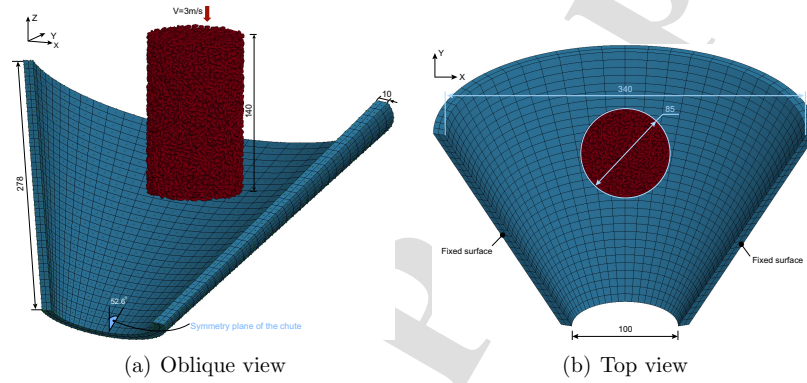 V=3m/s
Z
Y
X
10
140
278
52.6°
Symmetry plane of the chute
(a) Oblique view
Y
X
340
85
Fixed surface
Fixed surface
100
(b) Top view